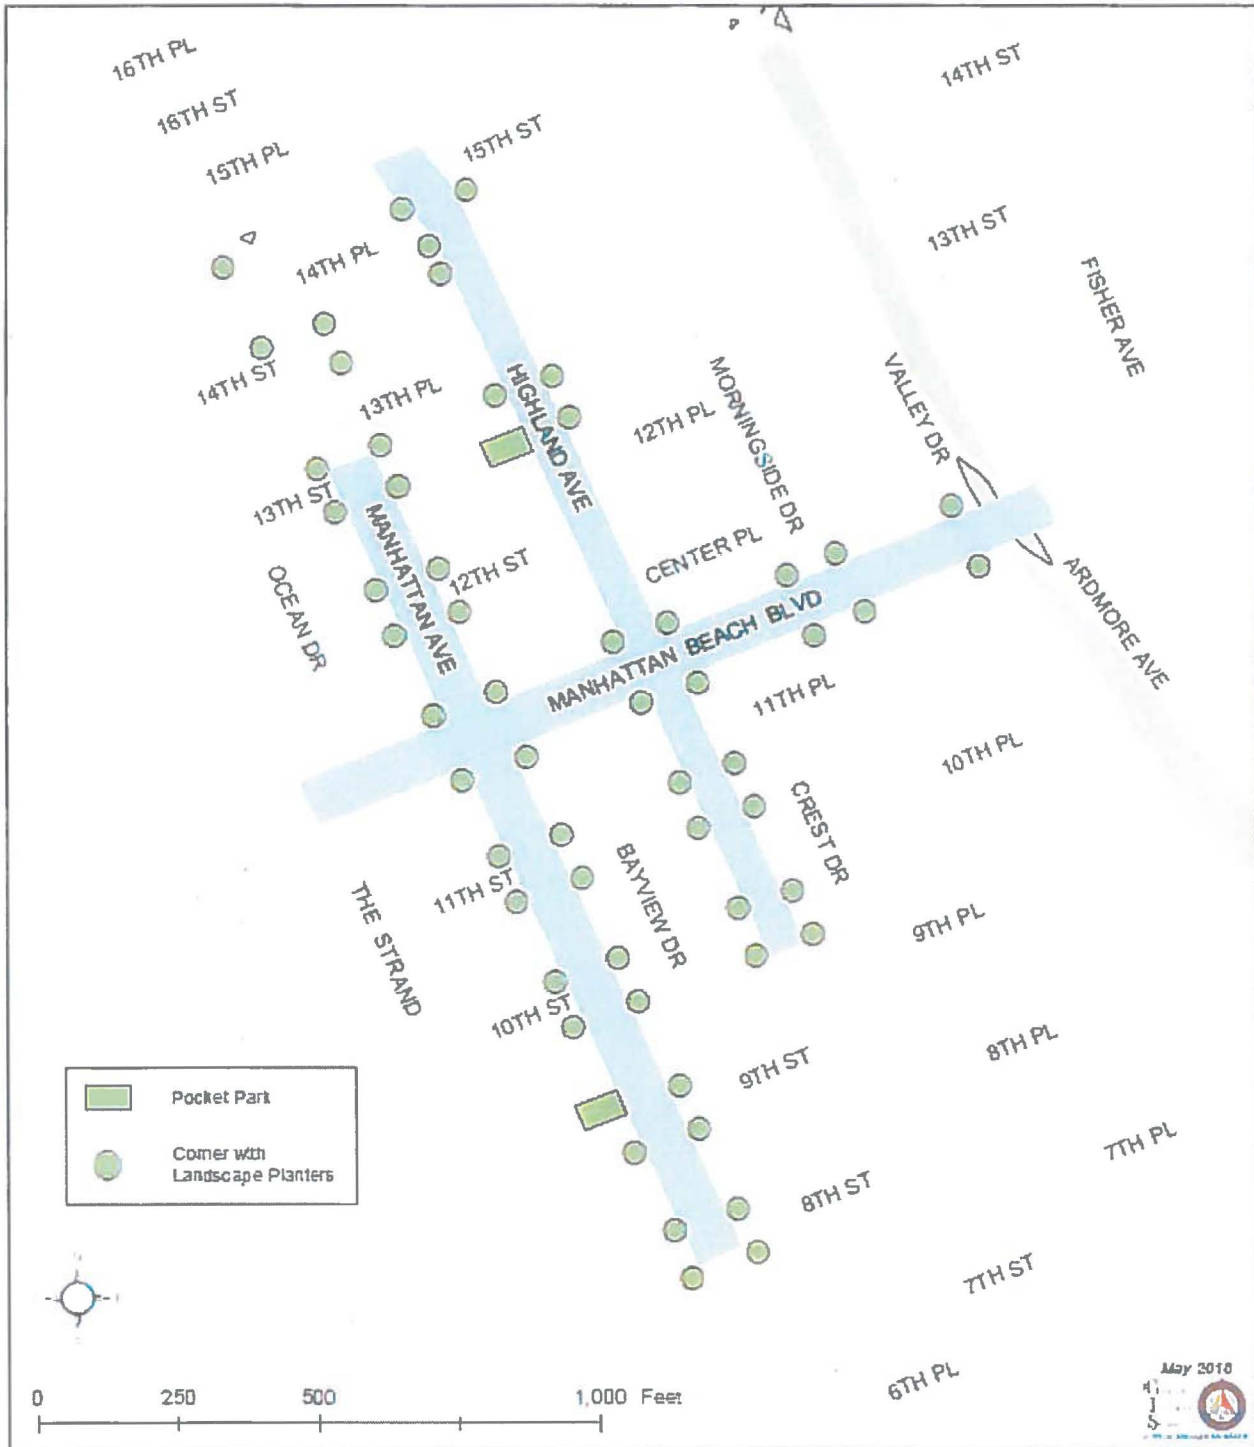 16TH PL
16TH ST
15TH PL
15TH ST
14TH ST
13TH ST
14TH PL
FISHER AVE
14TH ST
13TH PL
HIGHLAND AVE
12TH PL
MORNINGSIDE DR
VALLEY DR
13TH ST
MANHATTAN AVE
OCEAN DR
12TH ST
CENTER PL
MANHATTAN BEACH BLVD
ARDMORE AVE
11TH PL
10TH PL
CREST DR
BAYVIEW DR
11TH ST
THE STRAND
9TH PL
10TH ST
9TH ST
8TH PL
7TH PL
8TH ST
7TH ST
6TH PL
Pocket Park
Corner with
Landscape Planters
0 250 500 1,000 Feet
May 2018